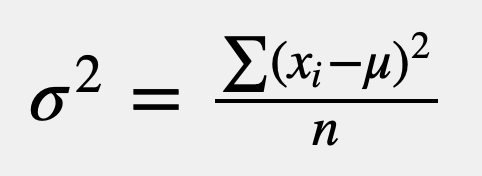 σ² = ∑(xᵢ−μ)² / n